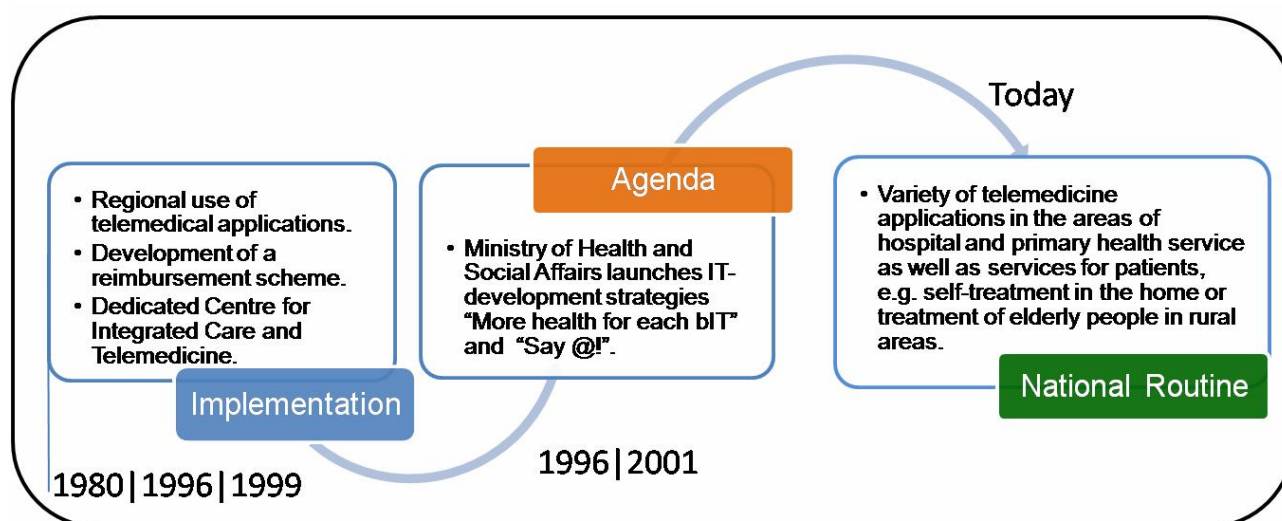 • Regional use of
telemedical applications.
• Development of a
reimbursement scheme.
• Dedicated Centre for
Integrated Care and
Telemedicine.
Implementation
1980|1996|1999
Agenda
• Ministry of Health and
Social Affairs launches IT-
development strategies
“More health for each bIT”
and “Say @!”.
1996|2001
Today
• Variety of telemedicine
applications in the areas of
hospital and primary health service
as well as services for patients,
e.g. self-treatment in the home or
treatment of elderly people in rural
areas.
National Routine